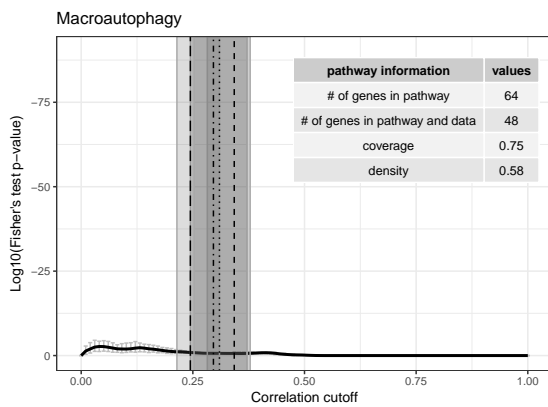 Macroautophagy
Log10(Fisher's test p−value)
−75
−50
−25
0
pathway information values
# of genes in pathway 64
# of genes in pathway and data 48
coverage 0.75
density 0.58
0.00 0.25 0.50 0.75 1.00
Correlation cutoff